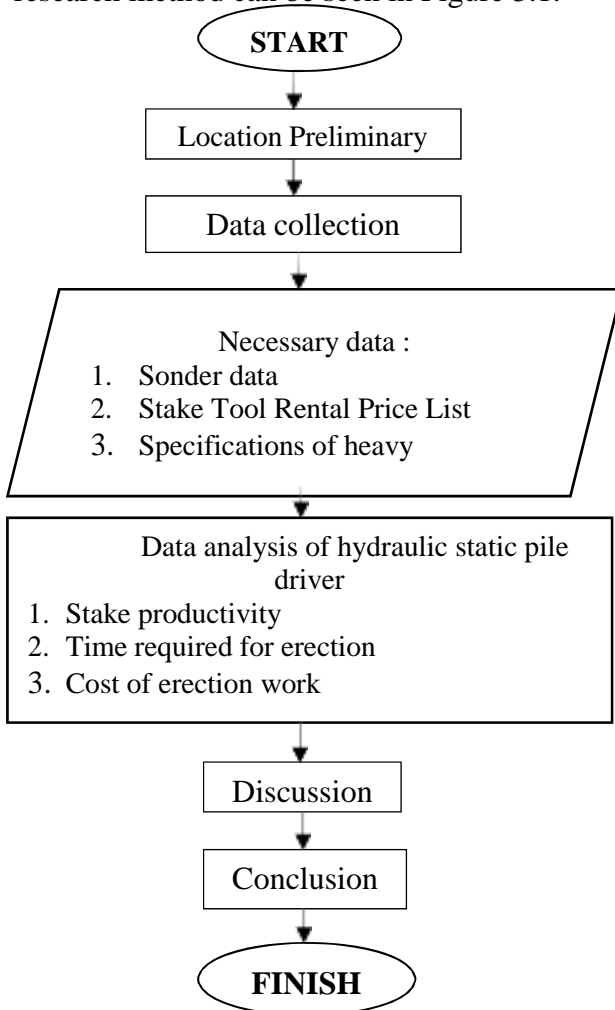 research method can be seen in Figure 3.1.
START
Location Preliminary
Data collection
Necessary data :
1. Sonder data
2. Stake Tool Rental Price List
3. Specifications of heavy
Data analysis of hydraulic static pile
driver
1. Stake productivity
2. Time required for erection
3. Cost of erection work
Discussion
Conclusion
FINISH